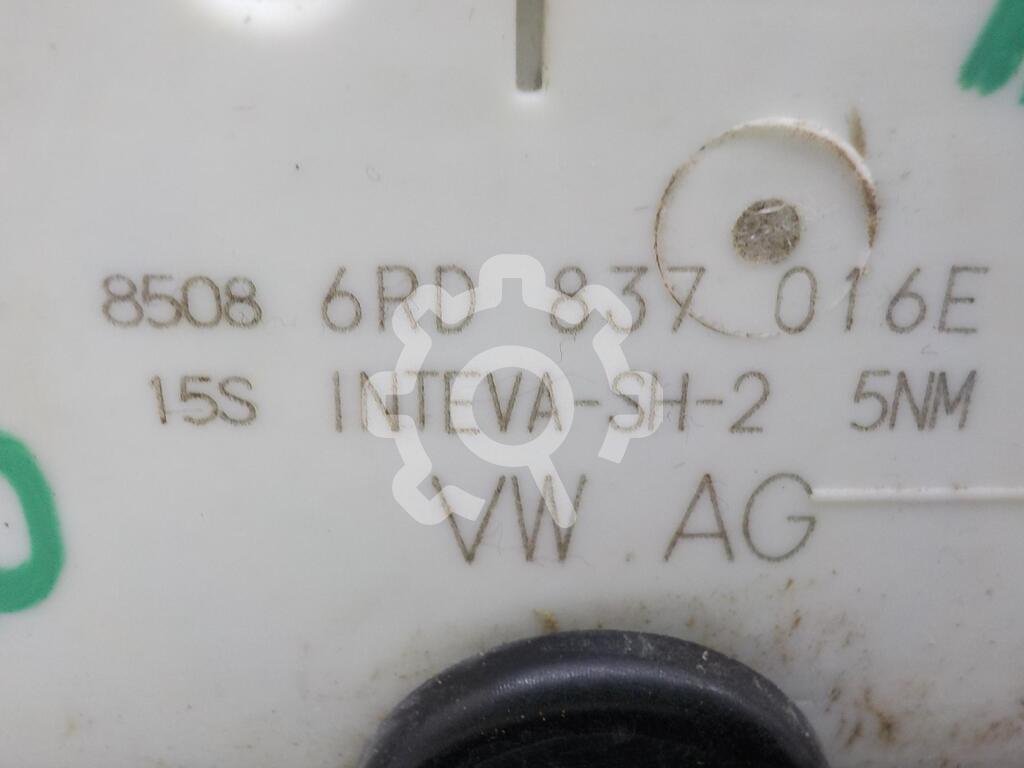 8508 6RD 837 016E
15S INTEVA-SH-2 5NM
VW AG